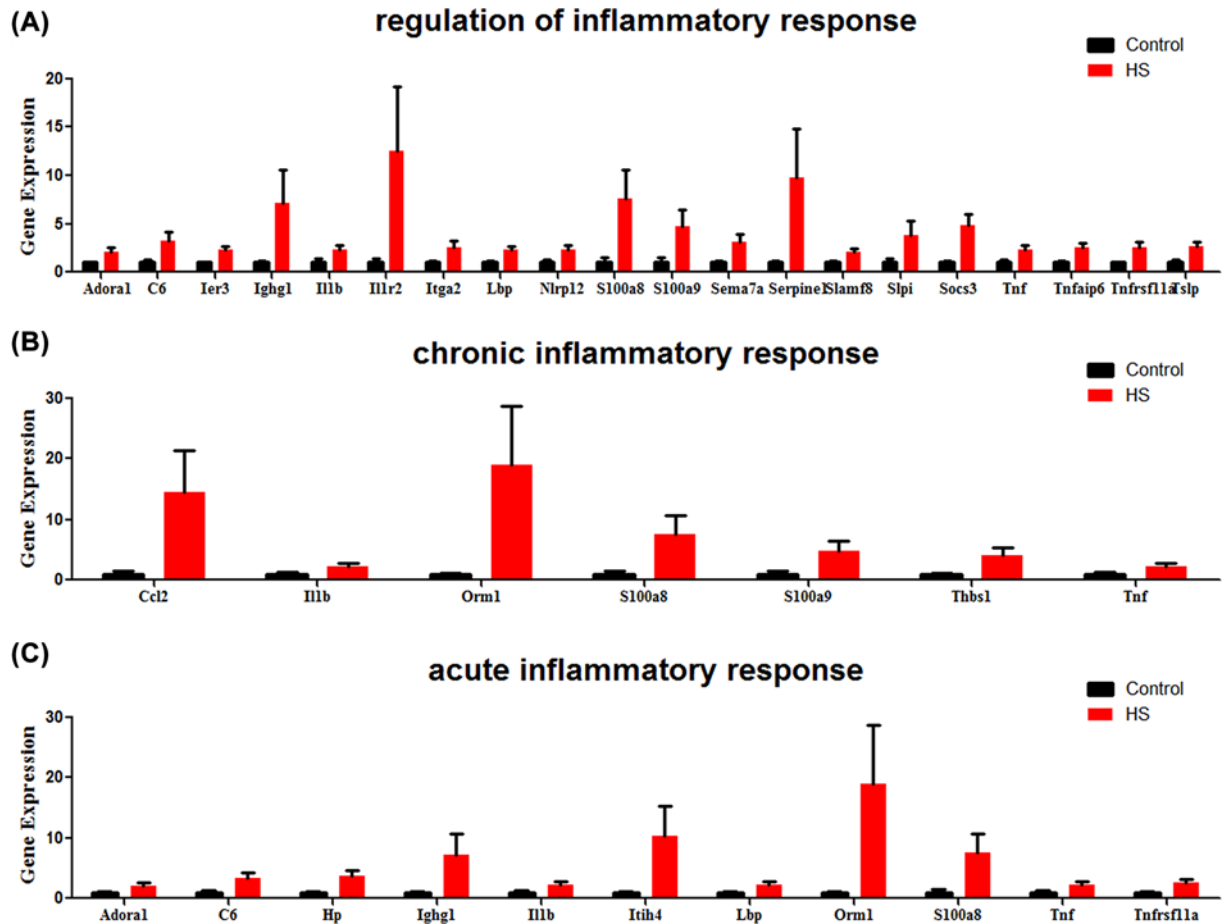 (A)
regulation of inflammatory response
Control
HS
Gene Expression
20
15
10
5
0
Adora1 C6 Ier3 Ighg1 Il1b Il1r2 Itga2 Lbp Nlrp12 S100a8 S100a9 Sema7a Serpine1 Slamf8 Slpi Socs3 Tnf Tnfaip6 Tnfrsf11a Tslp
(B)
chronic inflammatory response
Control
HS
Gene Expression
30
20
10
0
Ccl2 Il1b Orm1 S100a8 S100a9 Thbs1 Tnf
(C)
acute inflammatory response
Control
HS
Gene Expression
30
20
10
0
Adora1 C6 Hp Ighg1 Il1b Itih4 Lbp Orm1 S100a8 Tnf Tnfrsf11a